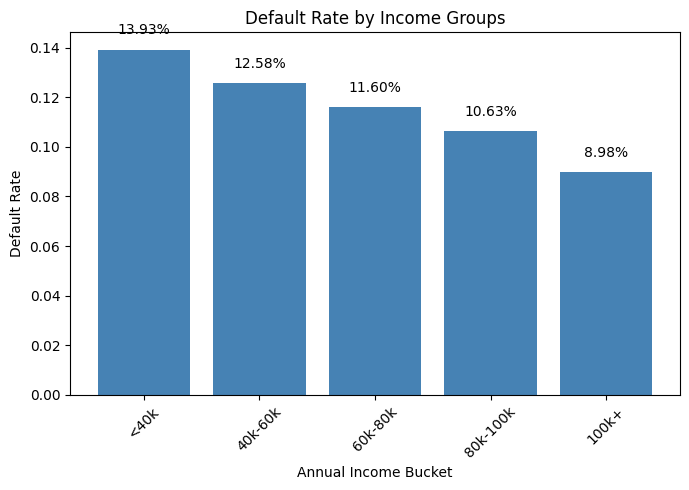 Default Rate by Income Groups
13.93%
12.58%
11.60%
10.63%
8.98%
Default Rate
0.14
0.12
0.10
0.08
0.06
0.04
0.02
0.00
<40k
40k-60k
60k-80k
80k-100k
100k+
Annual Income Bucket